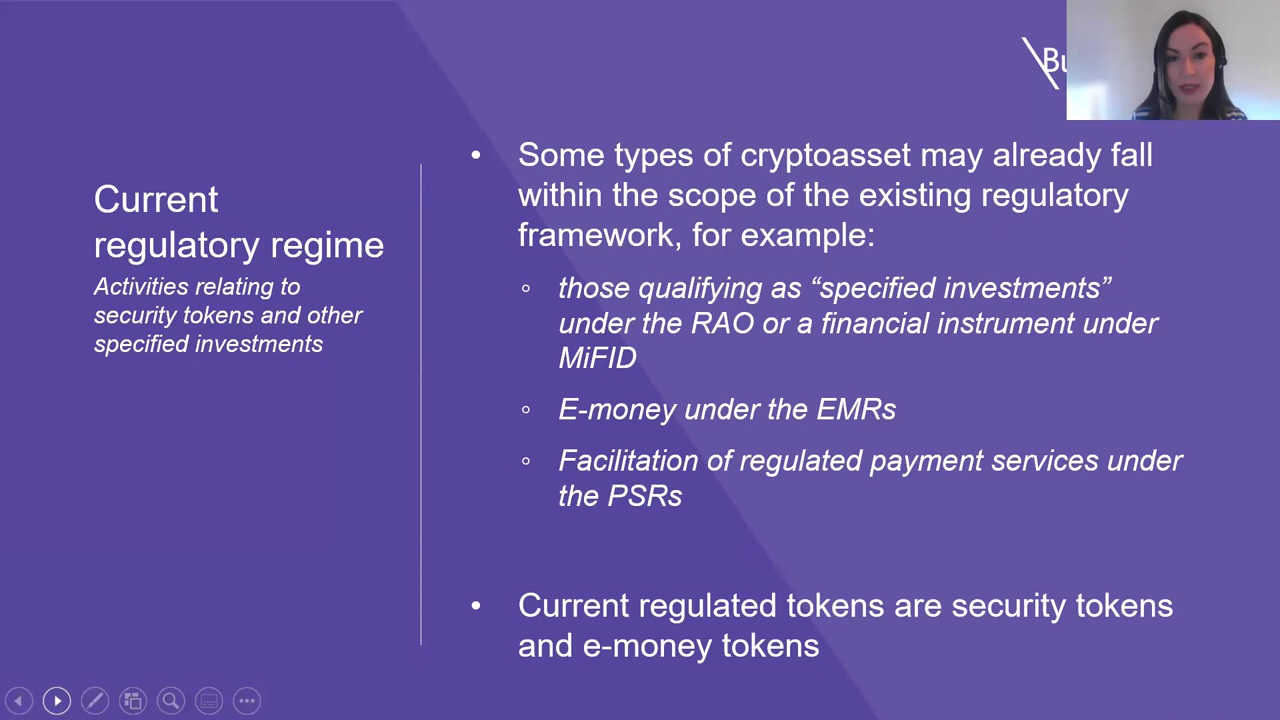 Current
regulatory regime
Activities relating to
security tokens and other
specified investments
• Some types of cryptoasset may already fall
within the scope of the existing regulatory
framework, for example:
◦ those qualifying as “specified investments”
under the RAO or a financial instrument under
MiFID
◦ E-money under the EMRs
◦ Facilitation of regulated payment services under
the PSRs
• Current regulated tokens are security tokens
and e-money tokens